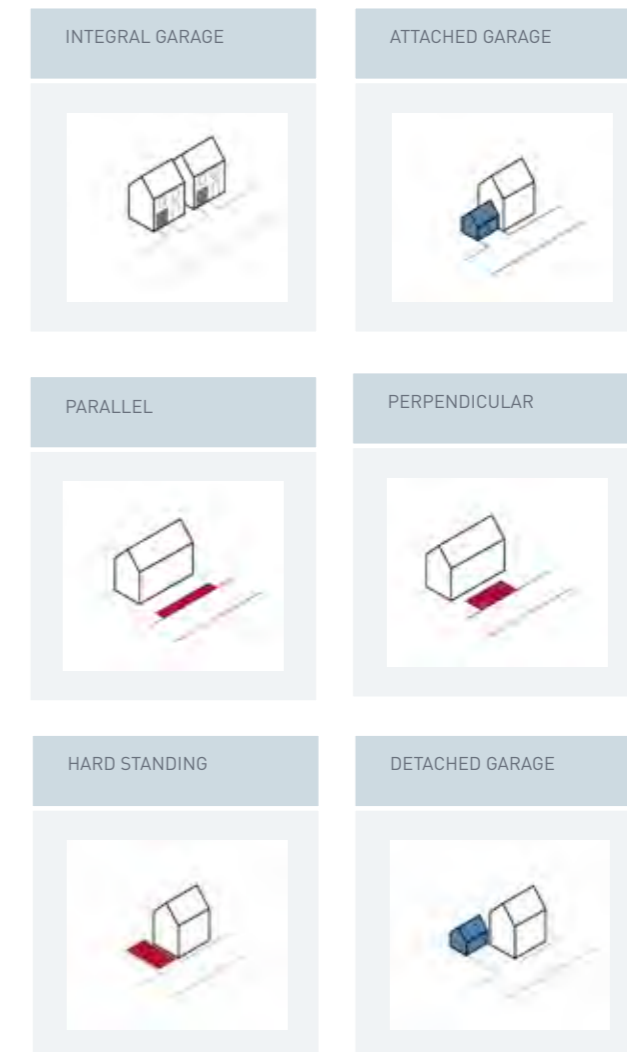 INTEGRAL GARAGE
ATTACHED GARAGE
PARALLEL
PERPENDICULAR
HARD STANDING
DETACHED GARAGE